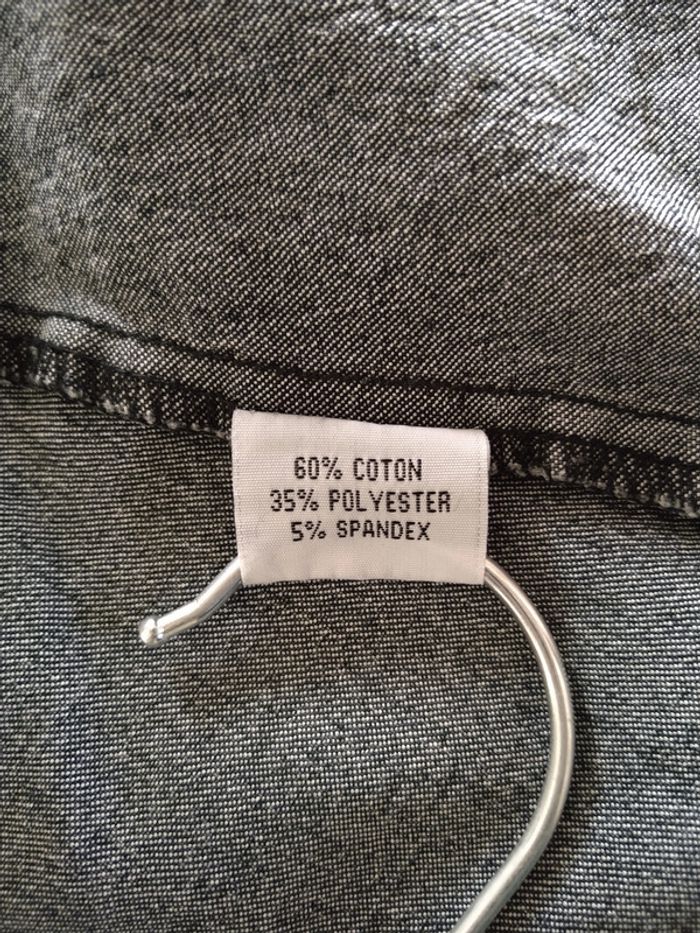 60% COTON
35% POLYESTER
5% SPANDEX